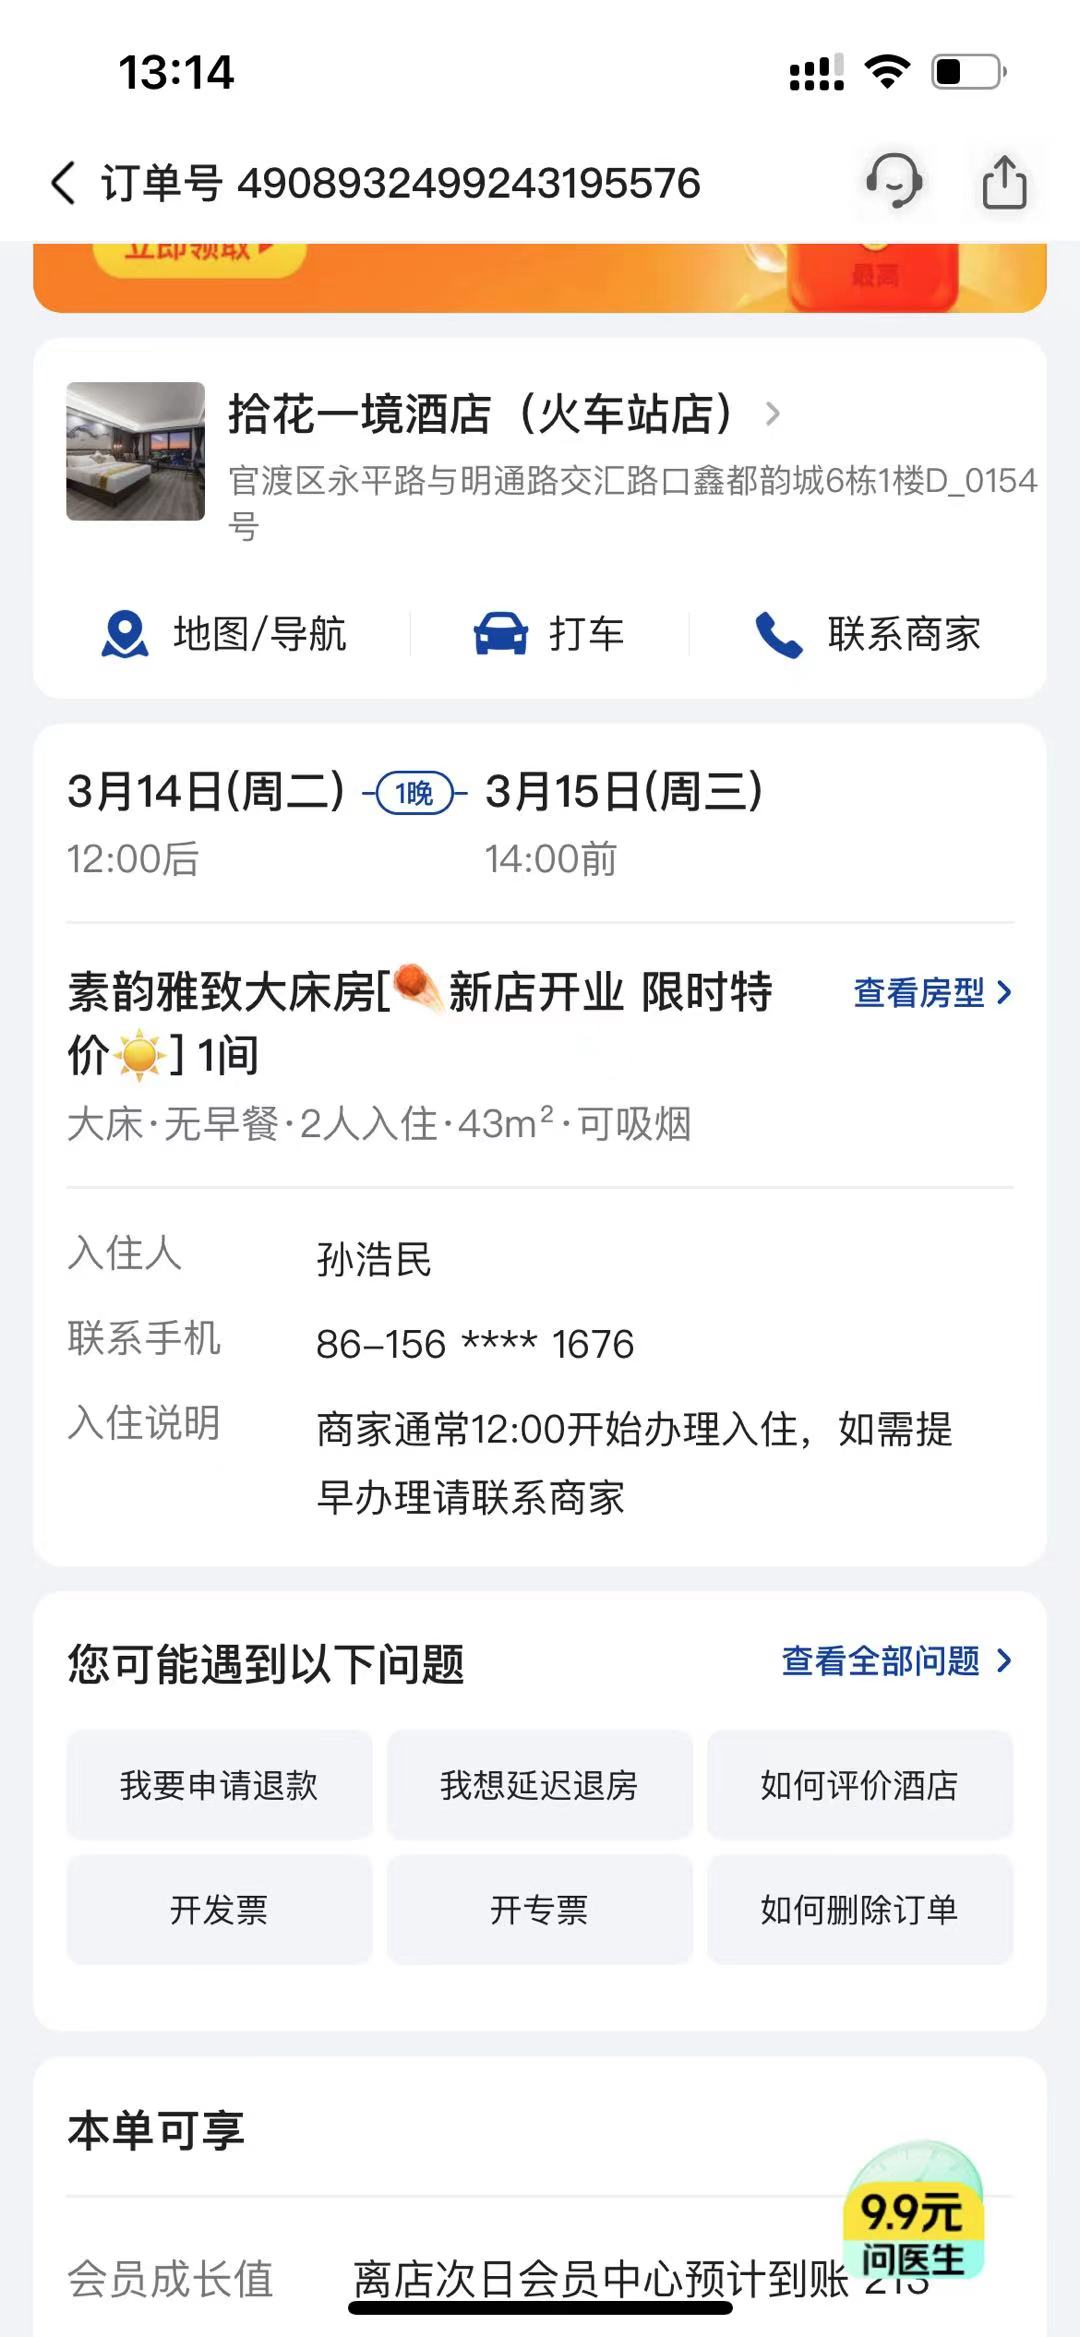 13:14
订单号 4908932499243195576
立即领取
最高
拾花一境酒店（火车站店）
官渡区永平路与明通路交汇路口鑫都韵城6栋1楼D_0154
号
地图/导航
打车
联系商家
3月14日(周二) 1晚 3月15日(周三)
12:00后 14:00前
素韵雅致大床房[新店开业 限时特 查看房型
价] 1间
大床·无早餐·2人入住·43m²·可吸烟
入住人 孙浩民
联系手机 86-156 **** 1676
入住说明 商家通常12:00开始办理入住，如需提
早办理请联系商家
您可能遇到以下问题 查看全部问题
我要申请退款 我想延迟退房 如何评价酒店
开发票 开专票 如何删除订单
本单可享
9.9元
问医生
会员成长值 离店次日会员中心预计到账